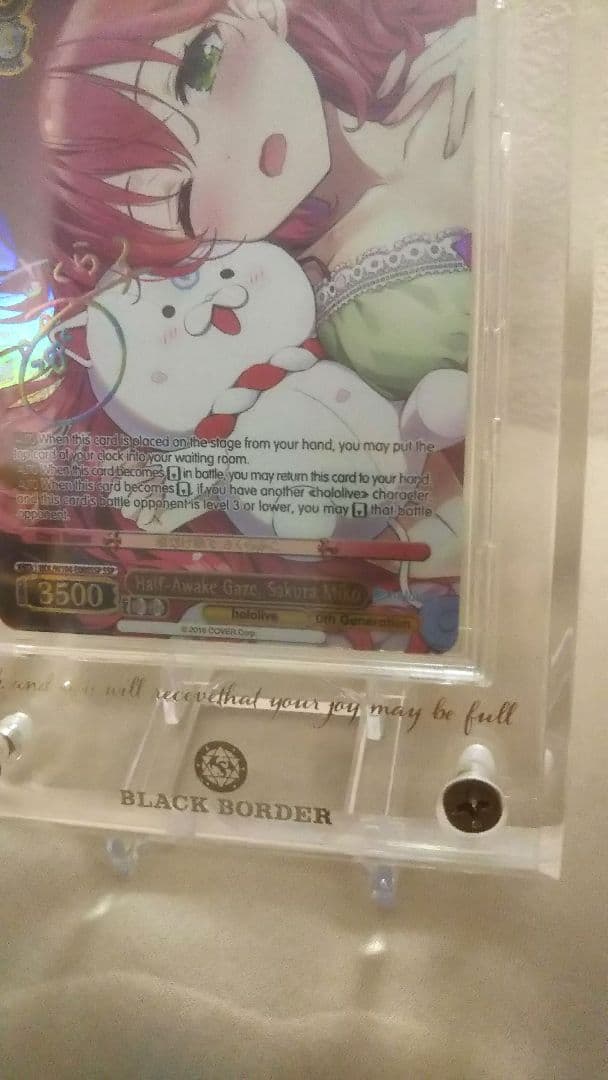 When this card is placed on the stage from your hand, you may put the
top card of your clock into your waiting room.
When this card becomes in battle, you may return this card to your hand.
When this card becomes , if you have another «hololive» character
and this card's battle opponent is level 3 or lower, you may that battle
opponent.
3500
Half-Awake Gaze, Sakura Miko
hololive 0th Generation
© 2016 COVER Corp.
and will receivethat your joy may be full
BLACK BORDER